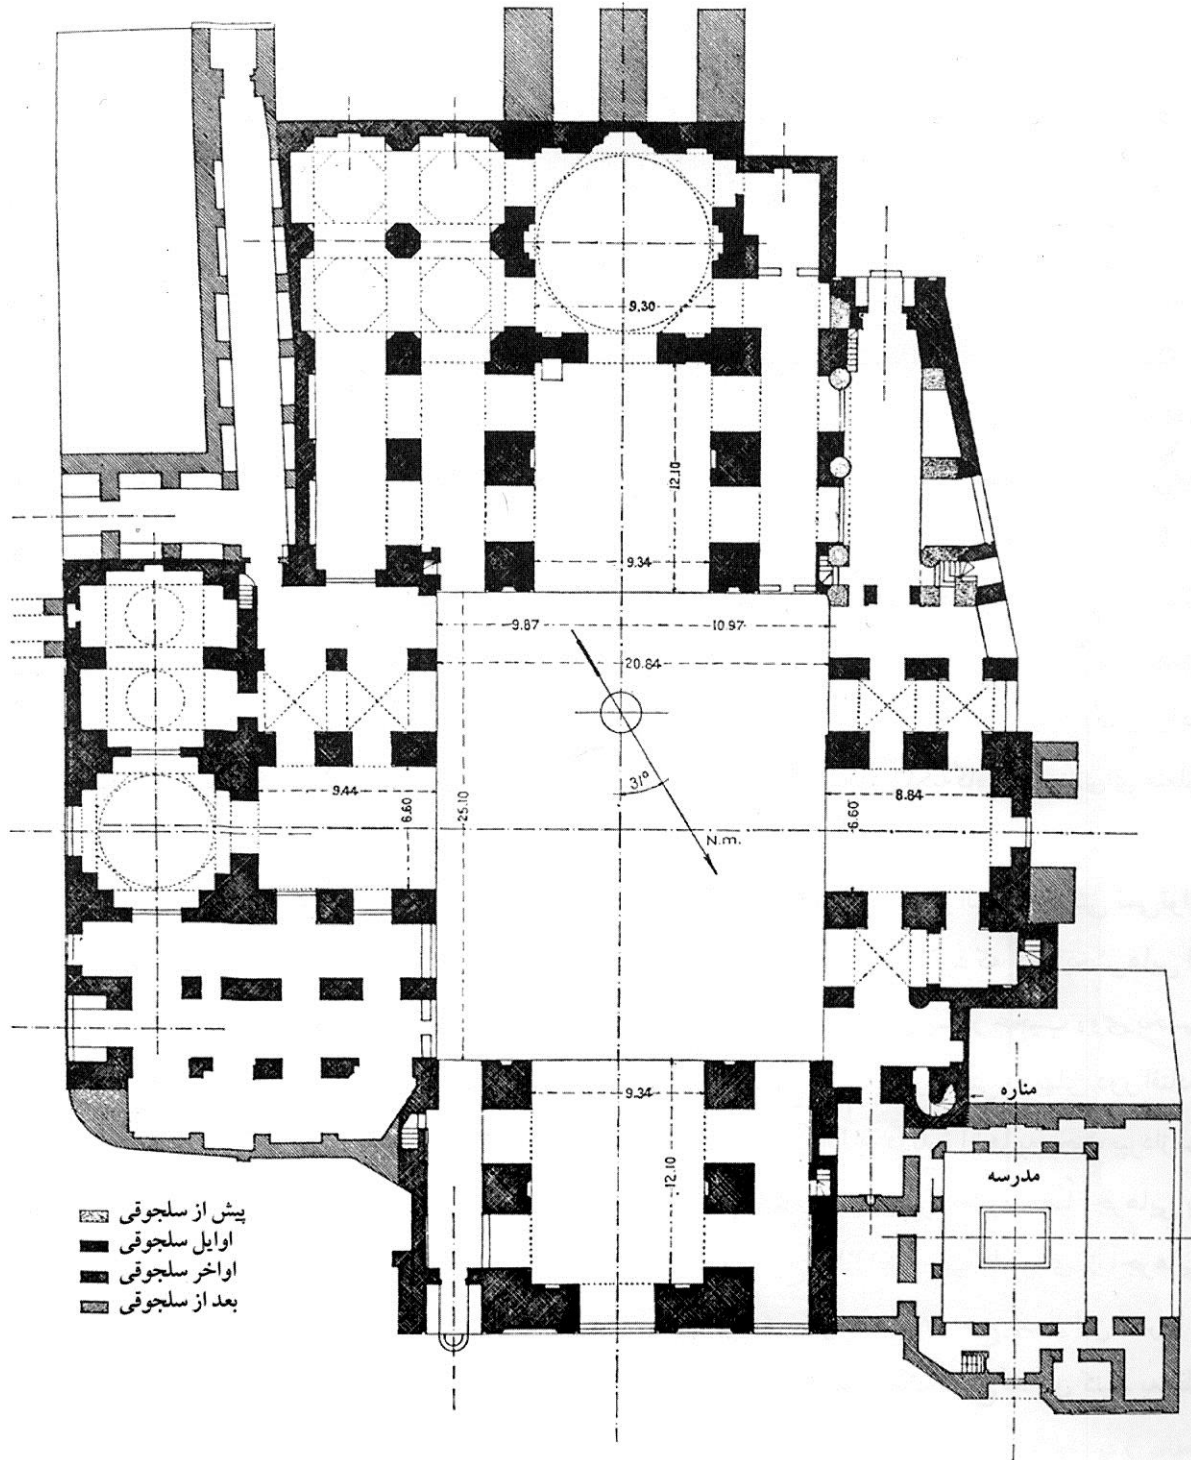 9.30
12.10
9.34
9.87 10.97
20.84
31°
N.m.
9.44
6.60
25.10
8.84
6.60
مناره
9.34
12.10
مدرسه
پیش از سلجوقی
اوایل سلجوقی
اواخر سلجوقی
بعد از سلجوقی